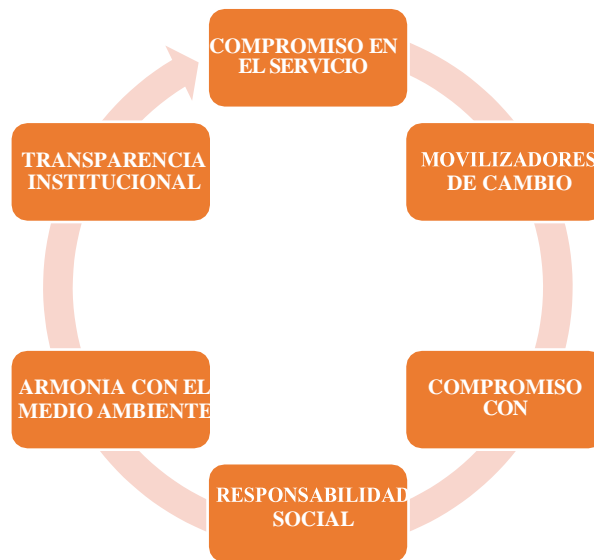 COMPROMISO EN
EL SERVICIO
MOVILIZADORES
DE CAMBIO
COMPROMISO
CON
RESPONSABILIDAD
SOCIAL
ARMONIA CON EL
MEDIO AMBIENTE
TRANSPARENCIA
INSTITUCIONAL